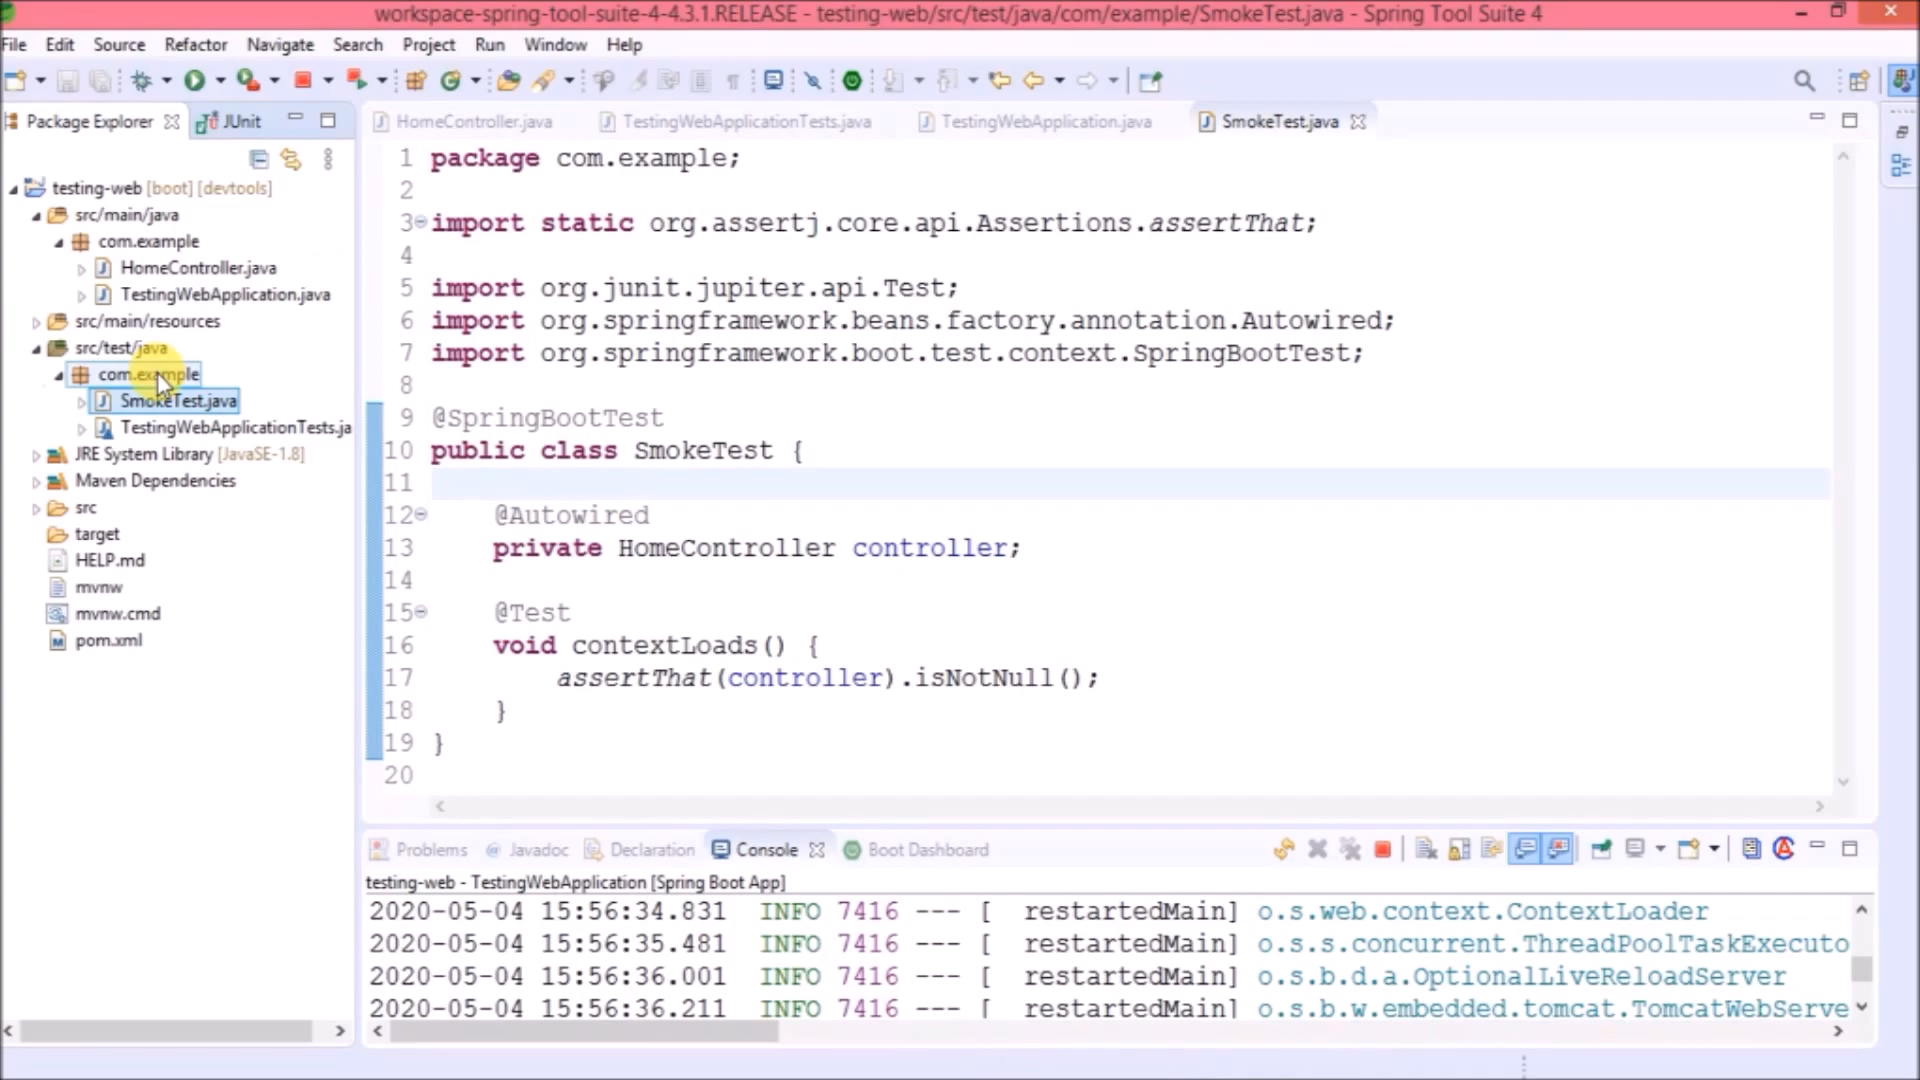 workspace-spring-tool-suite-4-4.3.1.RELEASE - testing-web/src/test/java/com/example/SmokeTest.java - Spring Tool Suite 4
File Edit Source Refactor Navigate Search Project Run Window Help
Package Explorer JUnit
HomeController.java TestingWebApplicationTests.java TestingWebApplication.java SmokeTest.java
testing-web [boot] [devtools]
src/main/java
com.example
HomeController.java
TestingWebApplication.java
src/main/resources
src/test/java
com.example
SmokeTest.java
TestingWebApplicationTests.ja
JRE System Library [JavaSE-1.8]
Maven Dependencies
src
target
HELP.md
mvnw
mvnw.cmd
pom.xml
1 package com.example;
2
3 import static org.assertj.core.api.Assertions.assertThat;
4
5 import org.junit.jupiter.api.Test;
6 import org.springframework.beans.factory.annotation.Autowired;
7 import org.springframework.boot.test.context.SpringBootTest;
8
9 @SpringBootTest
10 public class SmokeTest {
11
12 @Autowired
13 private HomeController controller;
14
15 @Test
16 void contextLoads() {
17 assertThat(controller).isNotNull();
18 }
19 }
20
Problems Javadoc Declaration Console Boot Dashboard
testing-web - TestingWebApplication [Spring Boot App]
2020-05-04 15:56:34.831 INFO 7416 --- [ restartedMain] o.s.web.context.ContextLoader
2020-05-04 15:56:35.481 INFO 7416 --- [ restartedMain] o.s.s.concurrent.ThreadPoolTaskExecuto
2020-05-04 15:56:36.001 INFO 7416 --- [ restartedMain] o.s.b.d.a.OptionalLiveReloadServer
2020-05-04 15:56:36.211 INFO 7416 --- [ restartedMain] o.s.b.w.embedded.tomcat.TomcatWebServe